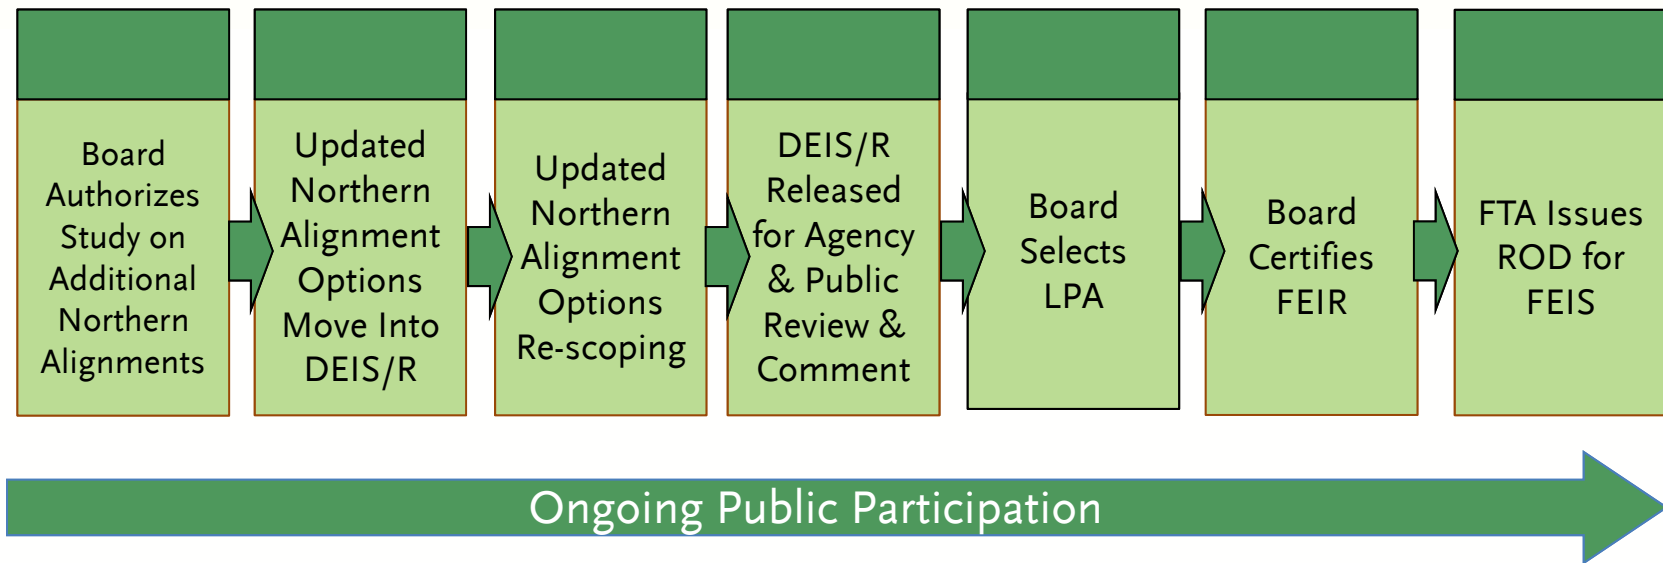 Board
Authorizes
Study on
Additional
Northern
Alignments
Updated
Northern
Alignment
Options
Move Into
DEIS/R
Updated
Northern
Alignment
Options
Re-scoping
DEIS/R
Released
for Agency
& Public
Review &
Comment
Board
Selects
LPA
Board
Certifies
FEIR
FTA Issues
ROD for
FEIS
Ongoing Public Participation